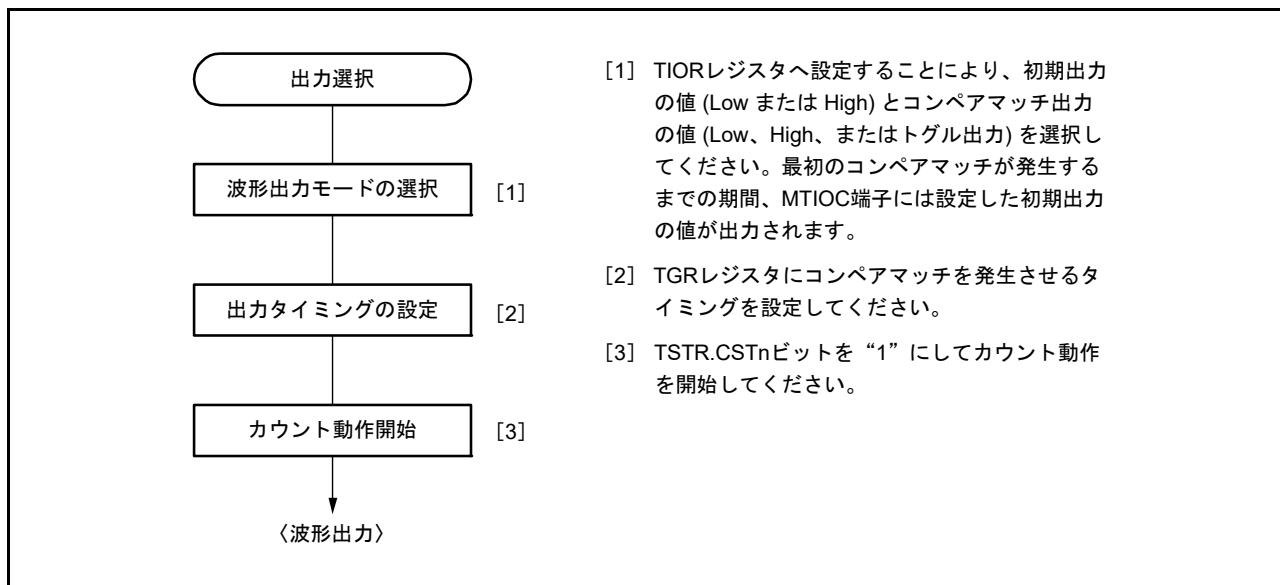 出力選択
波形出力モードの選択 [1]
出力タイミングの設定 [2]
カウント動作開始 [3]
〈波形出力〉
[1] TIORレジスタへ設定することにより、初期出力
の値 (Low または High) とコンペアマッチ出力
の値 (Low、High、またはトグル出力) を選択し
てください。最初のコンペアマッチが発生する
までの期間、MTIOC端子には設定した初期出力
の値が出力されます。
[2] TGRレジスタにコンペアマッチを発生させるタ
イミングを設定してください。
[3] TSTR.CSTnビットを“1”にしてカウント動作
を開始してください。